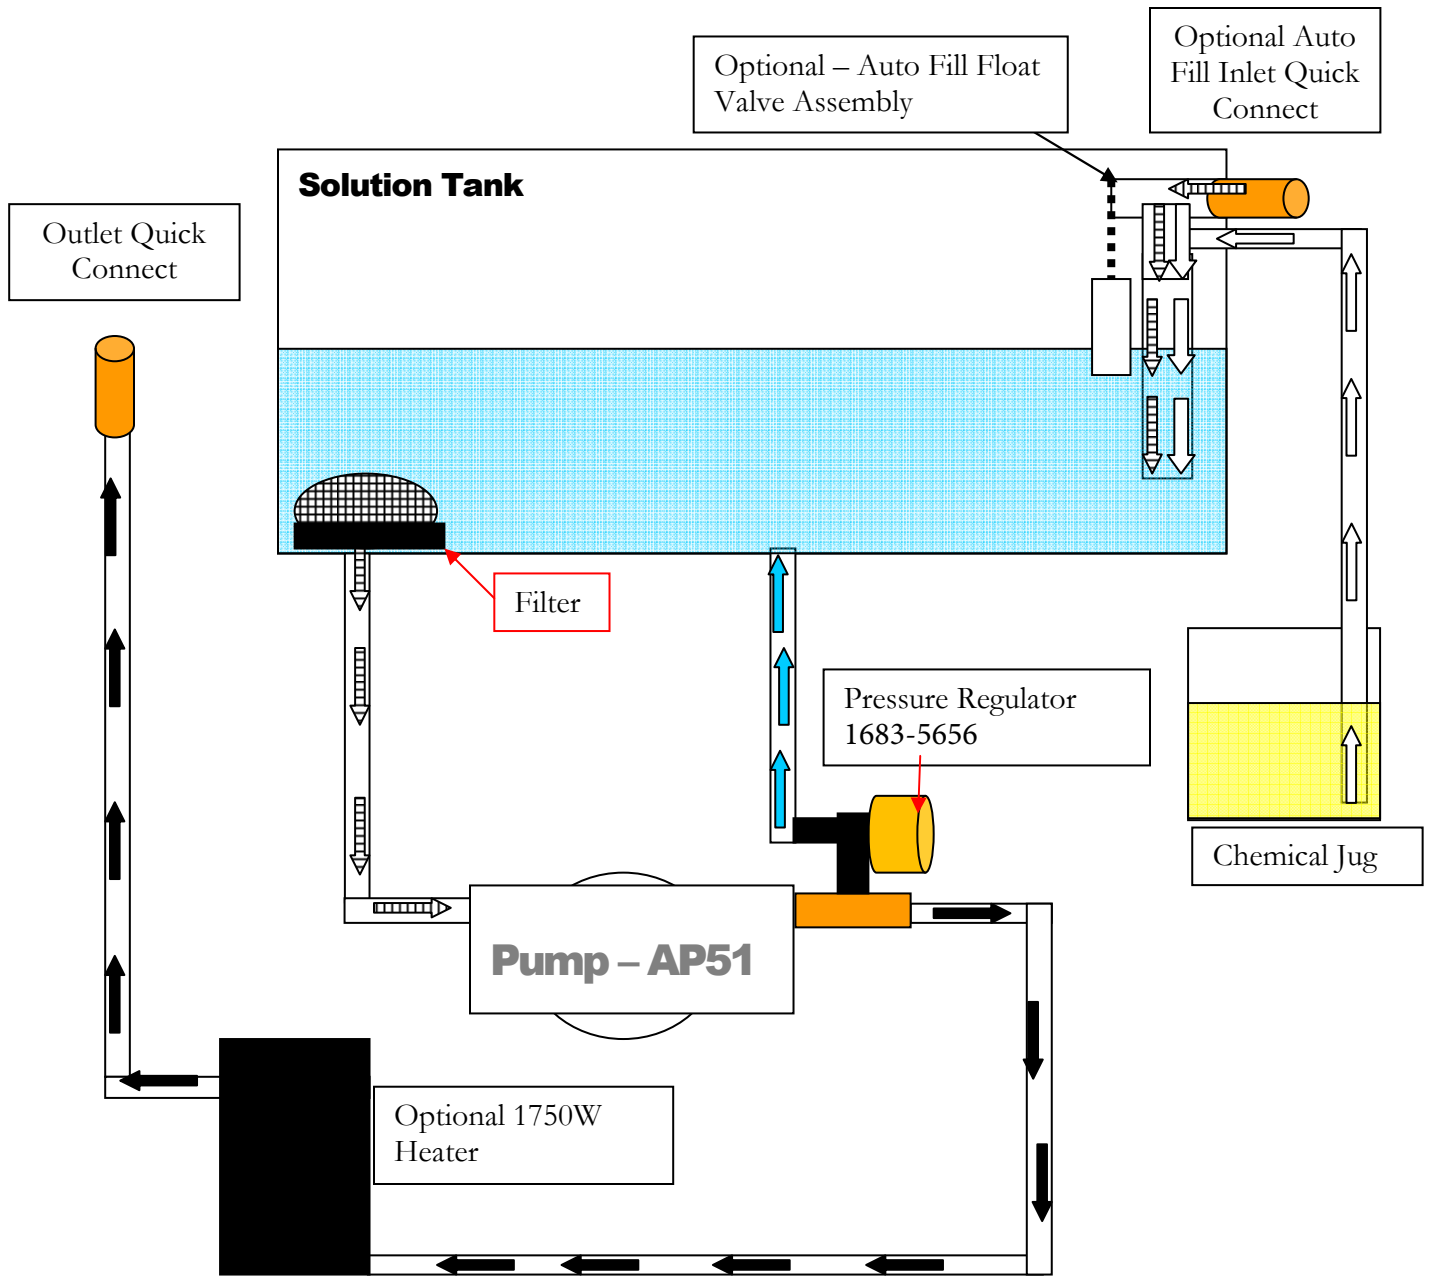 Optional Auto
Fill Inlet Quick
Connect
Optional – Auto Fill Float
Valve Assembly
Solution Tank
Outlet Quick
Connect
Filter
Pressure Regulator
1683-5656
Chemical Jug
Pump – AP51
Optional 1750W
Heater